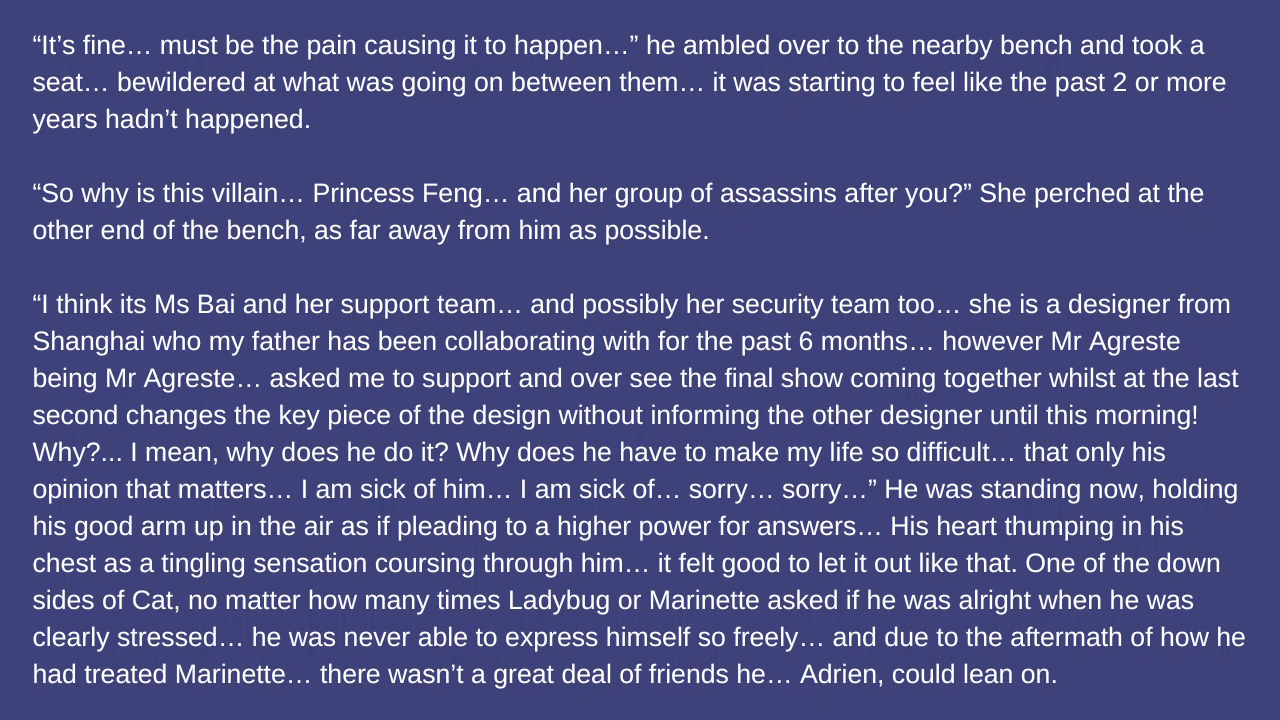 “It’s fine… must be the pain causing it to happen…” he ambled over to the nearby bench and took a
seat… bewildered at what was going on between them… it was starting to feel like the past 2 or more
years hadn’t happened.
“So why is this villain… Princess Feng… and her group of assassins after you?” She perched at the
other end of the bench, as far away from him as possible.
“I think its Ms Bai and her support team… and possibly her security team too… she is a designer from
Shanghai who my father has been collaborating with for the past 6 months… however Mr Agreste
being Mr Agreste… asked me to support and over see the final show coming together whilst at the last
second changes the key piece of the design without informing the other designer until this morning!
Why?... I mean, why does he do it? Why does he have to make my life so difficult… that only his
opinion that matters… I am sick of him… I am sick of… sorry… sorry…” He was standing now, holding
his good arm up in the air as if pleading to a higher power for answers… His heart thumping in his
chest as a tingling sensation coursing through him… it felt good to let it out like that. One of the down
sides of Cat, no matter how many times Ladybug or Marinette asked if he was alright when he was
clearly stressed… he was never able to express himself so freely… and due to the aftermath of how he
had treated Marinette… there wasn’t a great deal of friends he… Adrien, could lean on.